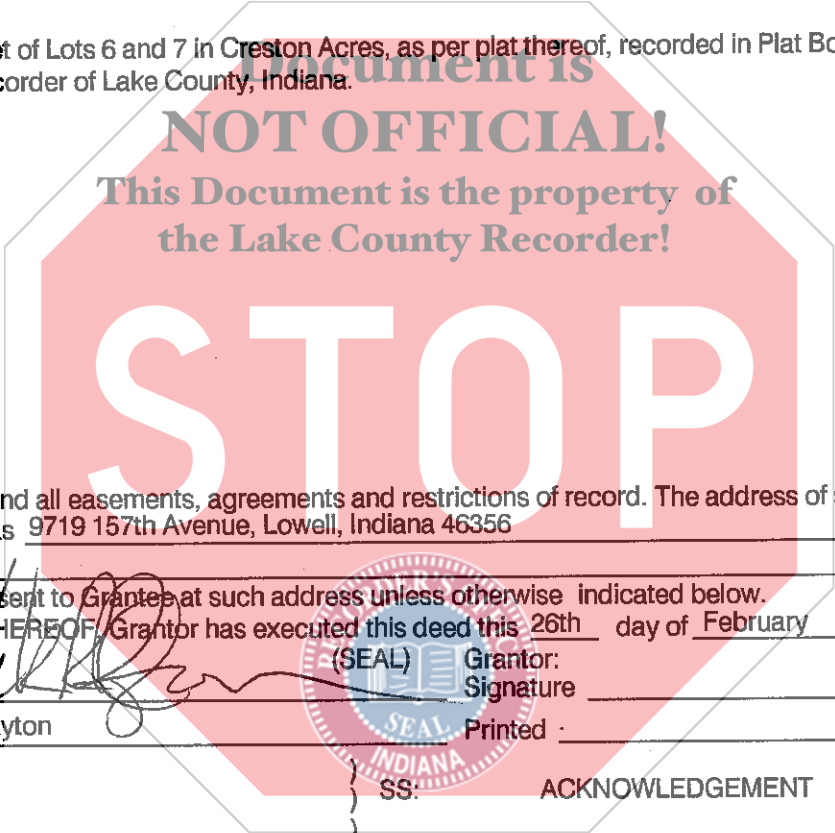 t of Lots 6 and 7 in Creston Acres, as per plat thereof, recorded in Plat Bo
corder of Lake County, Indiana.
Document is
NOT OFFICIAL!
This Document is the property of
the Lake County Recorder!
STOP
nd all easements, agreements and restrictions of record. The address of
s 9719 157th Avenue, Lowell, Indiana 46356
sent to Grantee at such address unless otherwise indicated below.
HEREOF, Grantor has executed this deed this 26th day of February
(SEAL) Grantor:
Signature
yton Printed
RECORDER'S OFFICE
SEAL
INDIANA
SS: ACKNOWLEDGEMENT